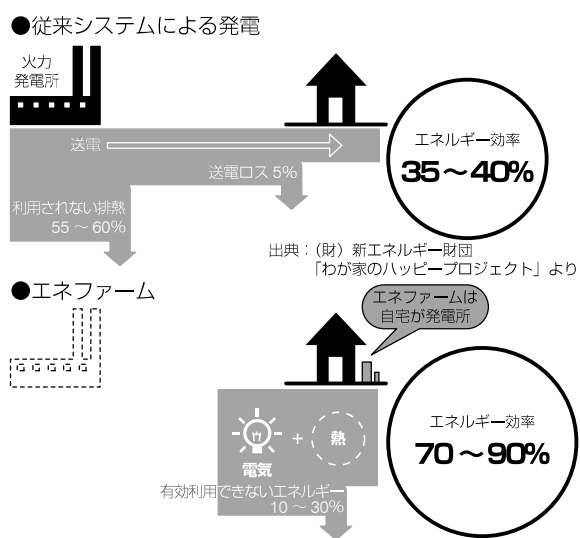 ●従来システムによる発電
火力
発電所
送電
エネルギー効率
35～40%
送電ロス 5%
利用されない排熱
55 ～ 60%
出典：（財）新エネルギー財団
「わが家のハッピープロジェクト」より
●エネファーム
エネファームは
自宅が発電所
エネルギー効率
70～90%
電気
+
熱
有効利用できないエネルギー
10 ～ 30%